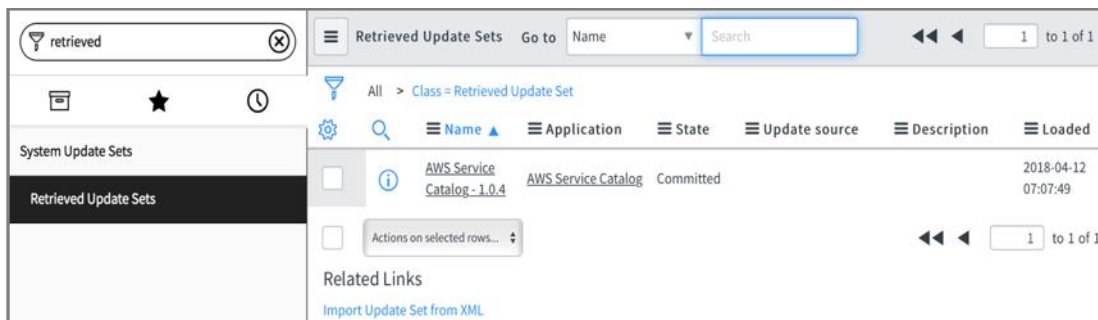 retrieved
Retrieved Update Sets Go to Name Search 1 to 1 of 1
All > Class = Retrieved Update Set
Name Application State Update source Description Loaded
System Update Sets
Retrieved Update Sets
AWS Service Catalog - 1.0.4 AWS Service Catalog Committed 2018-04-12 07:07:49
Actions on selected rows... 1 to 1 of 1
Related Links
Import Update Set from XML